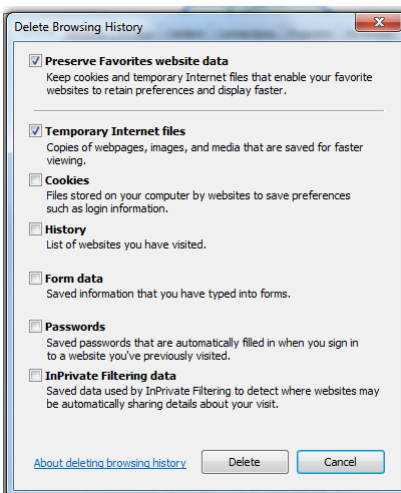 Delete Browsing History
Preserve Favorites website data
Keep cookies and temporary Internet files that enable your favorite
websites to retain preferences and display faster.
Temporary Internet files
Copies of webpages, images, and media that are saved for faster
viewing.
Cookies
Files stored on your computer by websites to save preferences
such as login information.
History
List of websites you have visited.
Form data
Saved information that you have typed into forms.
Passwords
Saved passwords that are automatically filled in when you sign in
to a website you've previously visited.
InPrivate Filtering data
Saved data used by InPrivate Filtering to detect where websites may
be automatically sharing details about your visit.
About deleting browsing history Delete Cancel